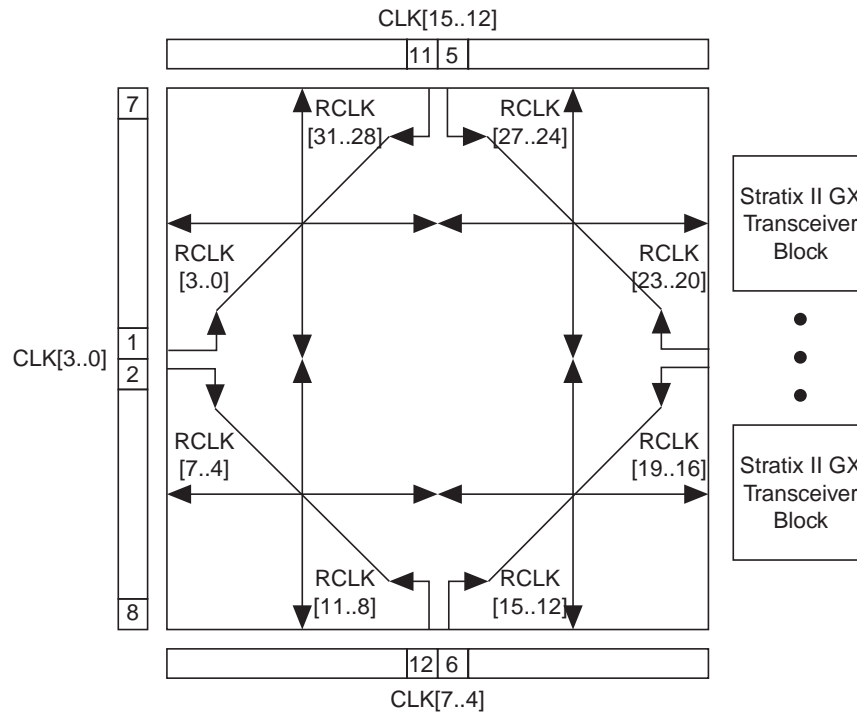 CLK[15..12]
11 5
7
RCLK
[31..28]
RCLK
[27..24]
Stratix II GX
Transceiver
Block
RCLK
[3..0]
RCLK
[23..20]
1
CLK[3..0]
2
RCLK
[7..4]
RCLK
[19..16]
Stratix II GX
Transceiver
Block
RCLK
[11..8]
RCLK
[15..12]
8
12 6
CLK[7..4]